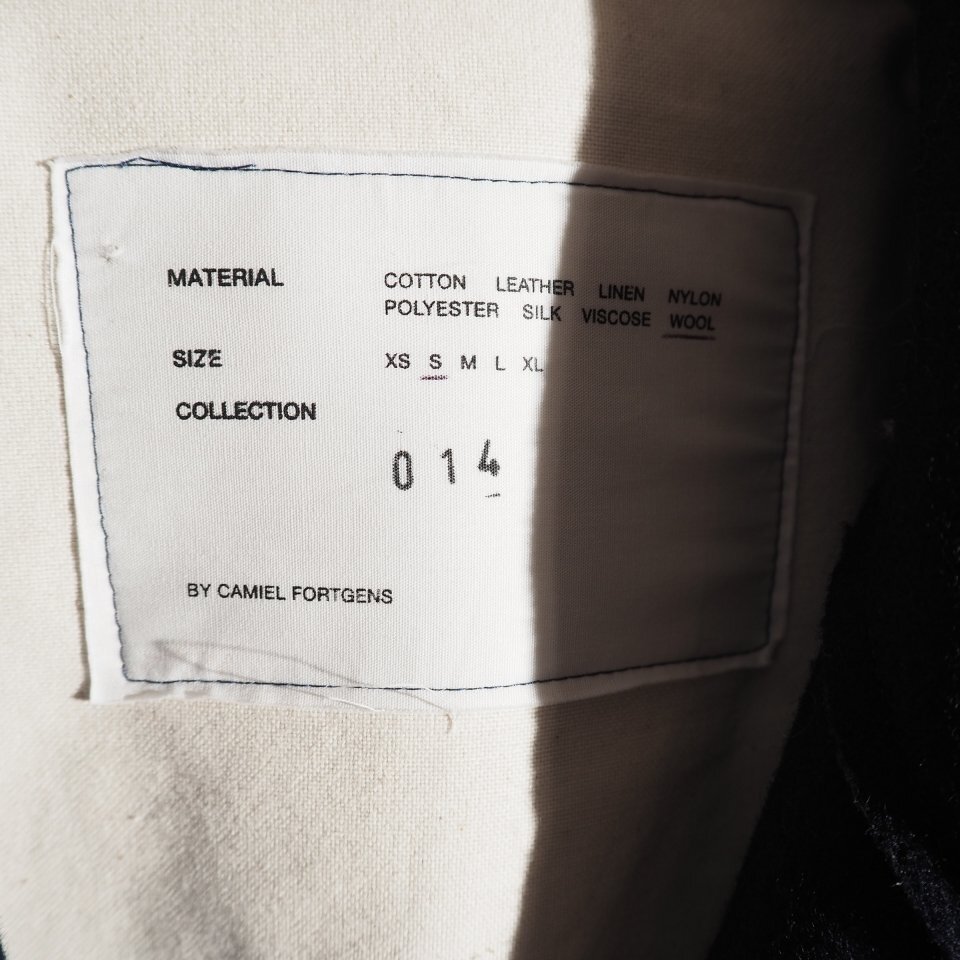 MATERIAL COTTON LEATHER LINEN NYLON
POLYESTER SILK VISCOSE WOOL
SIZE XS S M L XL
COLLECTION
014
BY CAMIEL FORTGENS